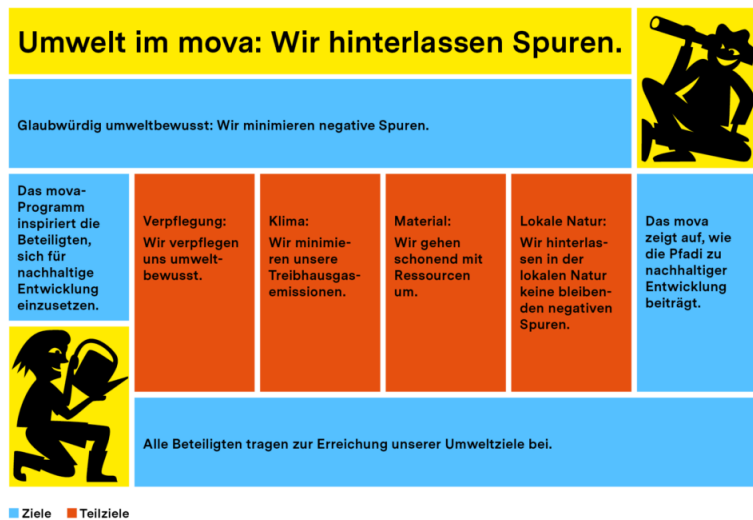 Umwelt im mova: Wir hinterlassen Spuren.
Glaubwürdig umweltbewusst: Wir minimieren negative Spuren.
Das mova-
Programm
inspiriert die
Beteiligten,
sich für
nachhaltige
Entwicklung
einzusetzen.
Verpflegung:
Wir verpflegen
uns umwelt-
bewusst.
Klima:
Wir minimie-
ren unsere
Treibhausgas-
emissionen.
Material:
Wir gehen
schonend mit
Ressourcen
um.
Lokale Natur:
Wir hinterlas-
sen in der
lokalen Natur
keine bleiben-
den negativen
Spuren.
Das mova
zeigt auf, wie
die Pfadi zu
nachhaltiger
Entwicklung
beiträgt.
Alle Beteiligten tragen zur Erreichung unserer Umweltziele bei.
Ziele
Teilziele